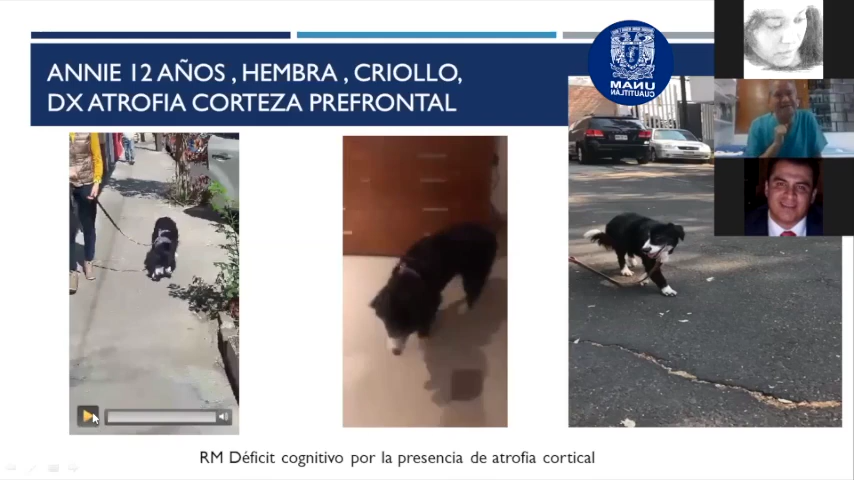 ANNIE 12 AÑOS , HEMBRA , CRIOLLO,
DX ATROFIA CORTEZA PREFRONTAL
UNAM
CUAUTITLÁN
RM Déficit cognitivo por la presencia de atrofia cortical